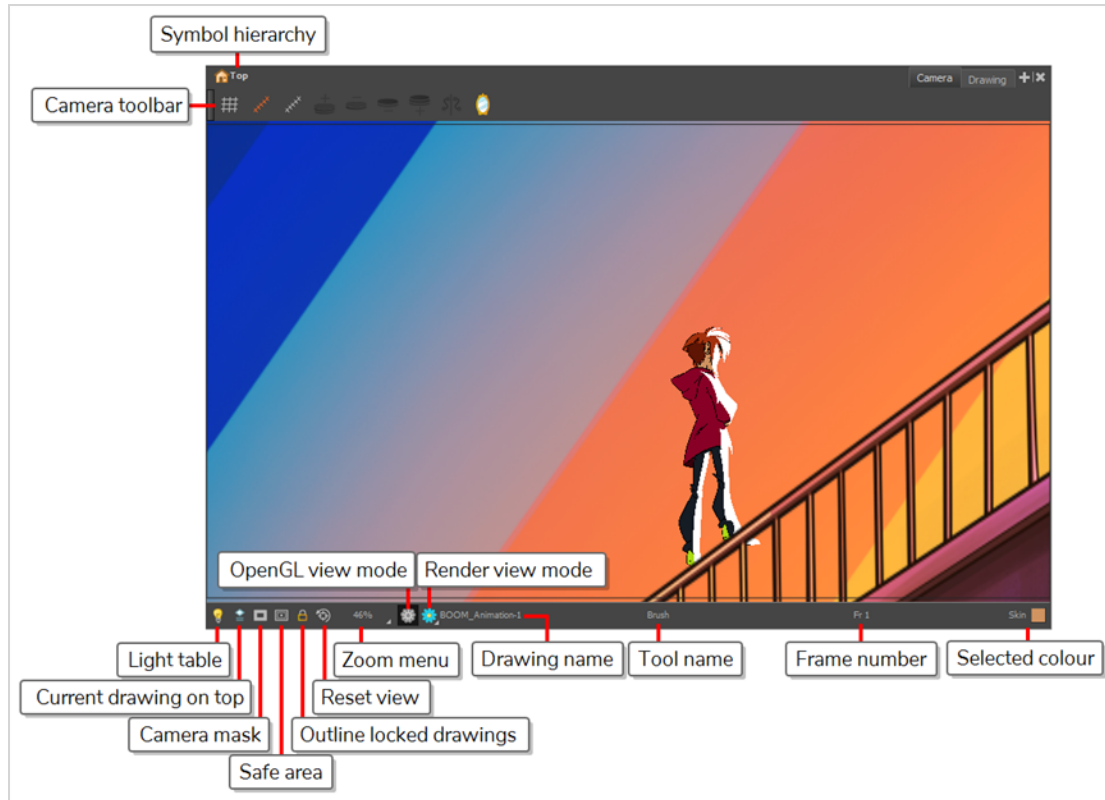 Symbol hierarchy
Top
Camera
Drawing
Camera toolbar
OpenGL view mode
Render view mode
46%
BOOM_Animation-1
Brush
Fr 1
Skin
Light table
Zoom menu
Drawing name
Tool name
Frame number
Selected colour
Current drawing on top
Reset view
Camera mask
Outline locked drawings
Safe area